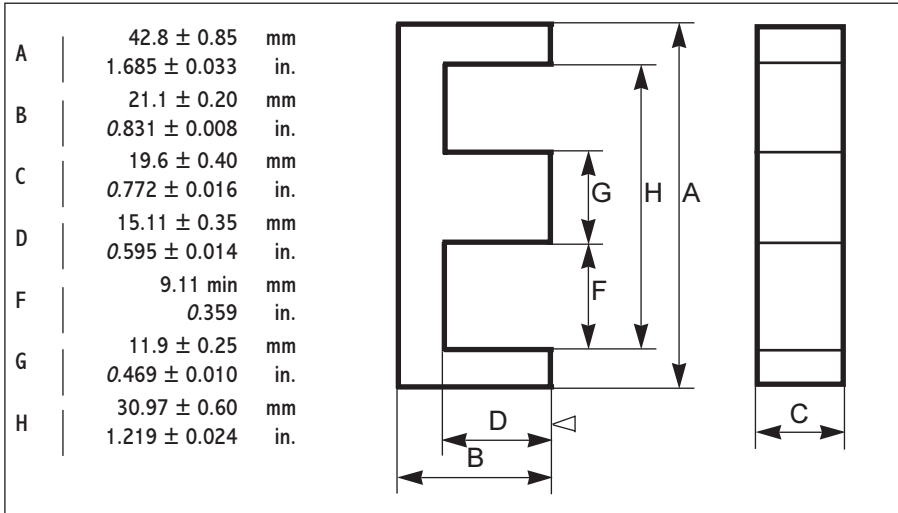 A
42.8 ± 0.85 mm
1.685 ± 0.033 in.
B
21.1 ± 0.20 mm
0.831 ± 0.008 in.
C
19.6 ± 0.40 mm
0.772 ± 0.016 in.
D
15.11 ± 0.35 mm
0.595 ± 0.014 in.
F
9.11 min mm
0.359 in.
G
11.9 ± 0.25 mm
0.469 ± 0.010 in.
H
30.97 ± 0.60 mm
1.219 ± 0.024 in.
G
H
A
F
D
B
C